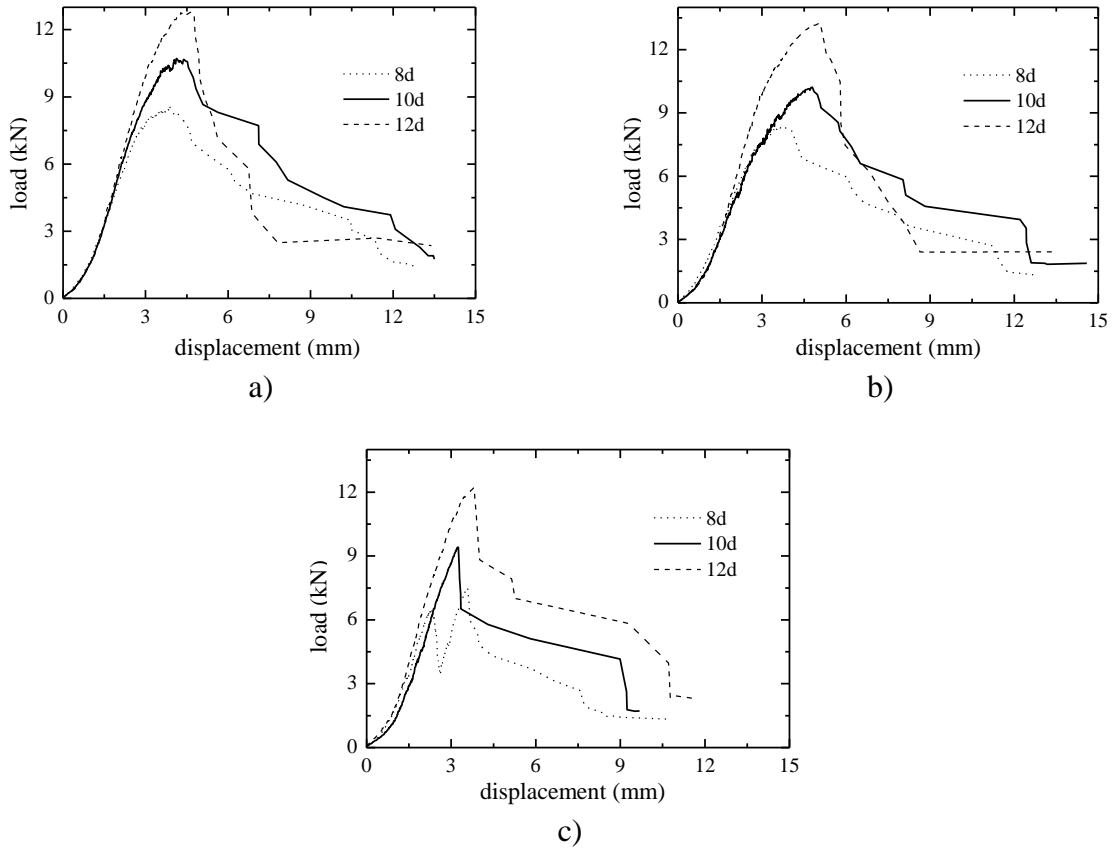 12
9
6
3
0
load (kN)
8d
10d
12d
0 3 6 9 12 15
displacement (mm)
a)
12
9
6
3
0
load (kN)
8d
10d
12d
0 3 6 9 12 15
displacement (mm)
b)
12
9
6
3
0
load (kN)
8d
10d
12d
0 3 6 9 12 15
displacement (mm)
c)